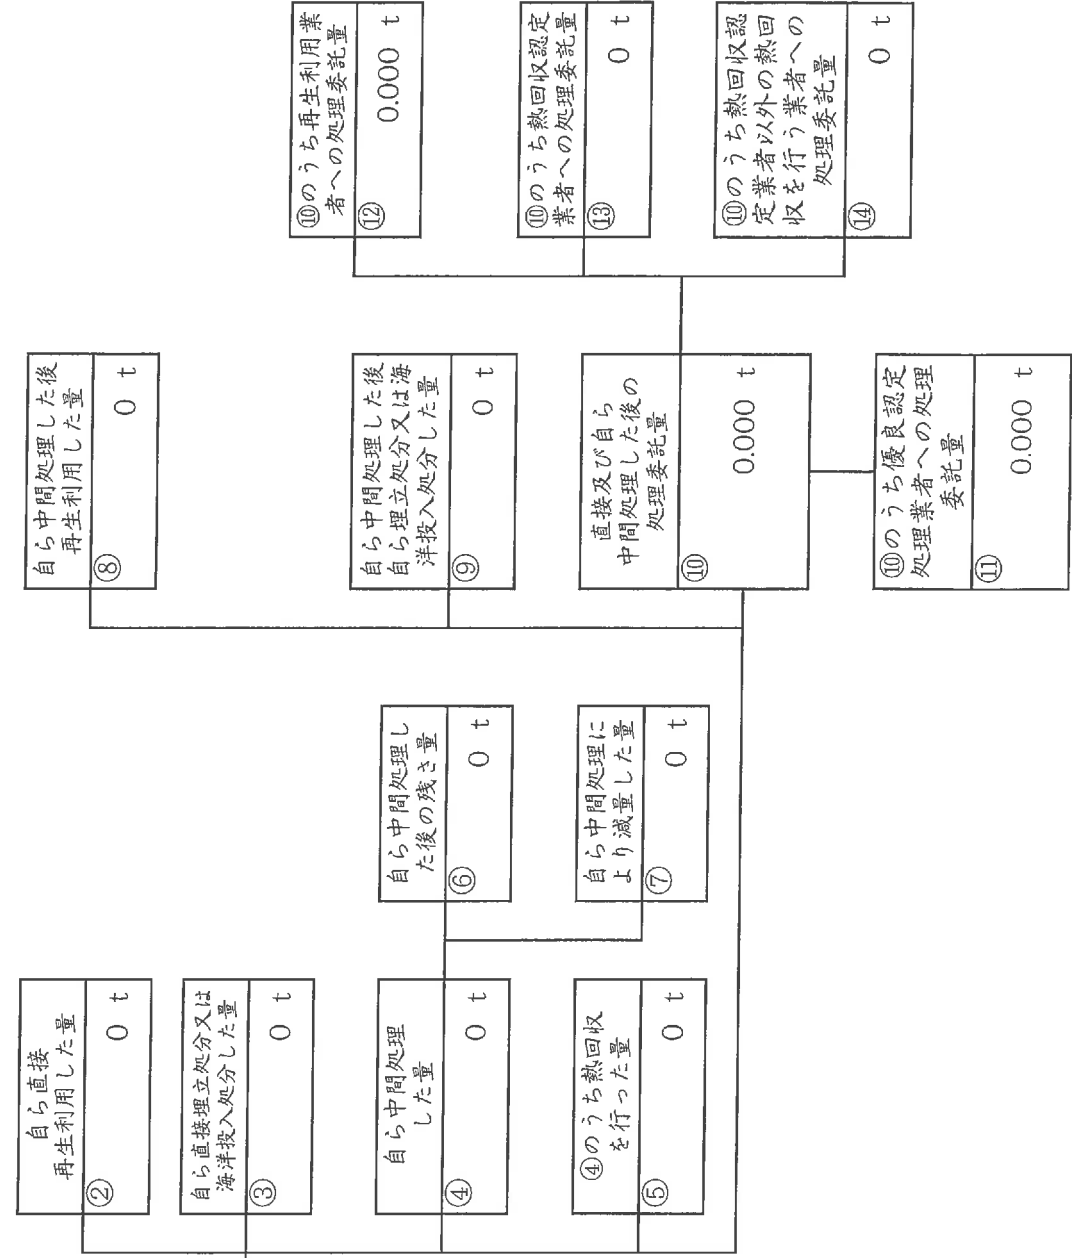 自ら直接
再生利用した量
② 0 t
自ら直接埋立処分又は
海洋投入処分した量
③ 0 t
自ら中間処理
した量
④ 0 t
④のうち熱回収
を行った量
⑤ 0 t
自ら中間処理し
た後の残さ量
⑥ 0 t
自ら中間処理に
より減量した量
⑦ 0 t
自ら中間処理した後
再生利用した量
⑧ 0 t
自ら中間処理した後
自ら埋立処分又は海
洋投入処分した量
⑨ 0 t
直接及び自ら
中間処理した後の
処理委託量
⑩ 0.000 t
⑩のうち優良認定
処理業者への処理
委託量
⑪ 0.000 t
⑩のうち再生利用業
者への処理委託量
⑫ 0.000 t
⑩のうち熱回収認定
業者への処理委託量
⑬ 0 t
⑩のうち熱回収認
定業者以外の熱回
収を行う業者への
処理委託量
⑭ 0 t